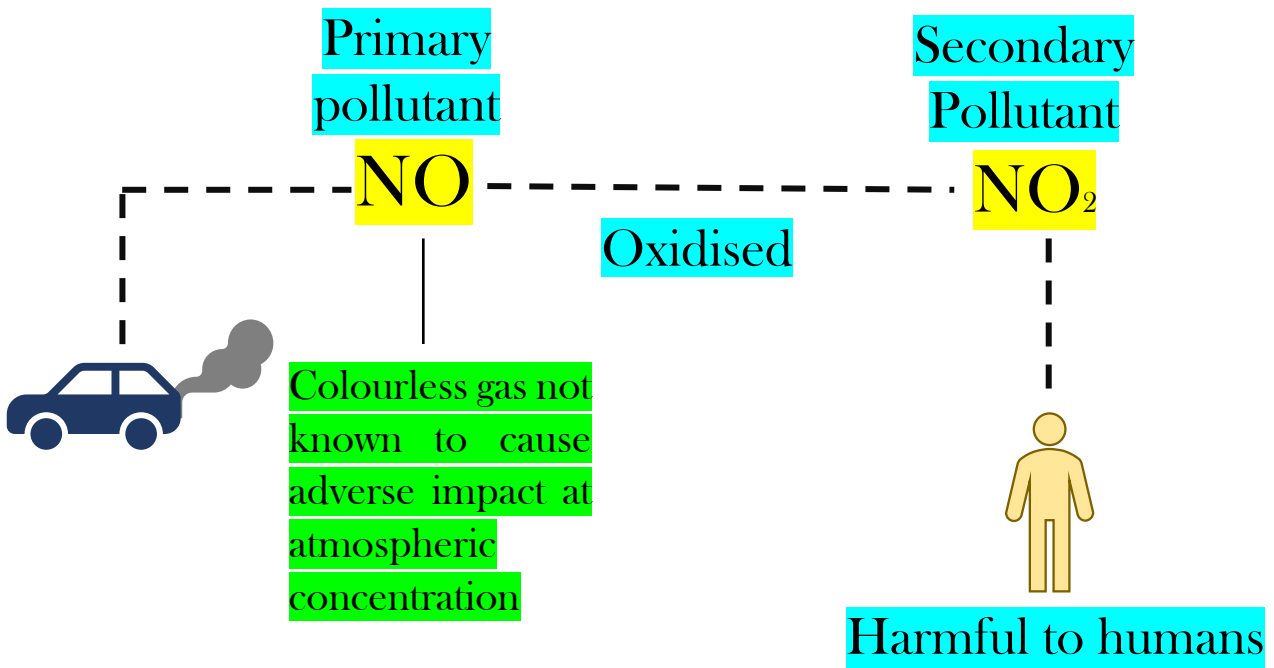 Primary
pollutant
NO
Secondary
Pollutant
NO₂
Oxidised
Colourless gas not
known to cause
adverse impact at
atmospheric
concentration
Harmful to humans